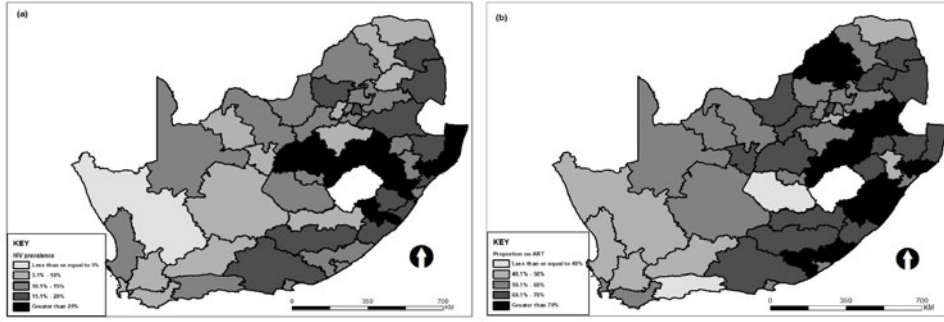 (a)
KEY
HIV prevalence
Less than or equal to 5%
5.1% - 10%
10.1% - 15%
15.1% - 20%
Greater than 20%
0 350 700
KM
(b)
KEY
Proportion on ART
Less than or equal to 40%
40.1% - 50%
50.1% - 60%
60.1% - 70%
Greater than 70%
0 350 700
KM